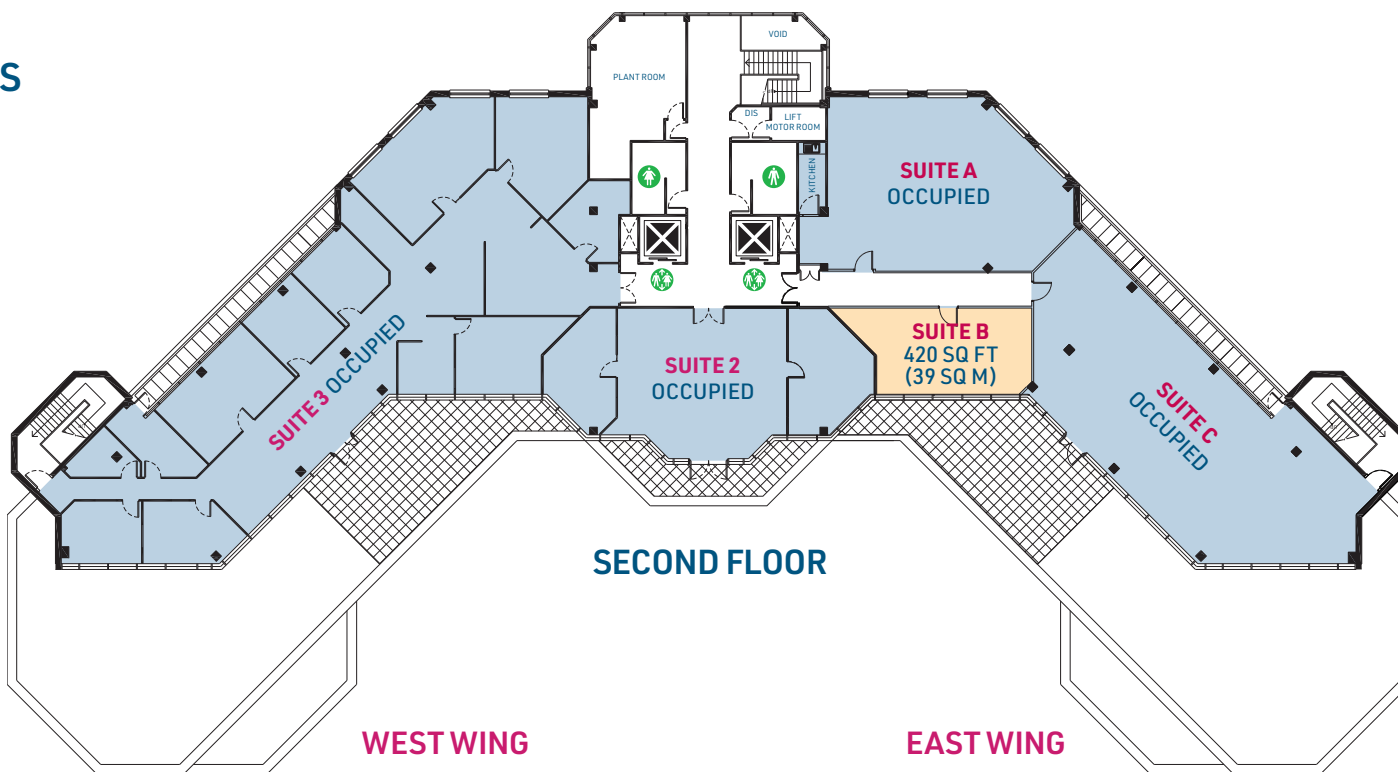 S
VOID
PLANT ROOM
DIS
LIFT
MOTOR ROOM
KITCHEN
SUITE A
OCCUPIED
SUITE B
420 SQ FT
(39 SQ M)
SUITE 2
OCCUPIED
SUITE 3 OCCUPIED
SUITE C
OCCUPIED
SECOND FLOOR
WEST WING
EAST WING